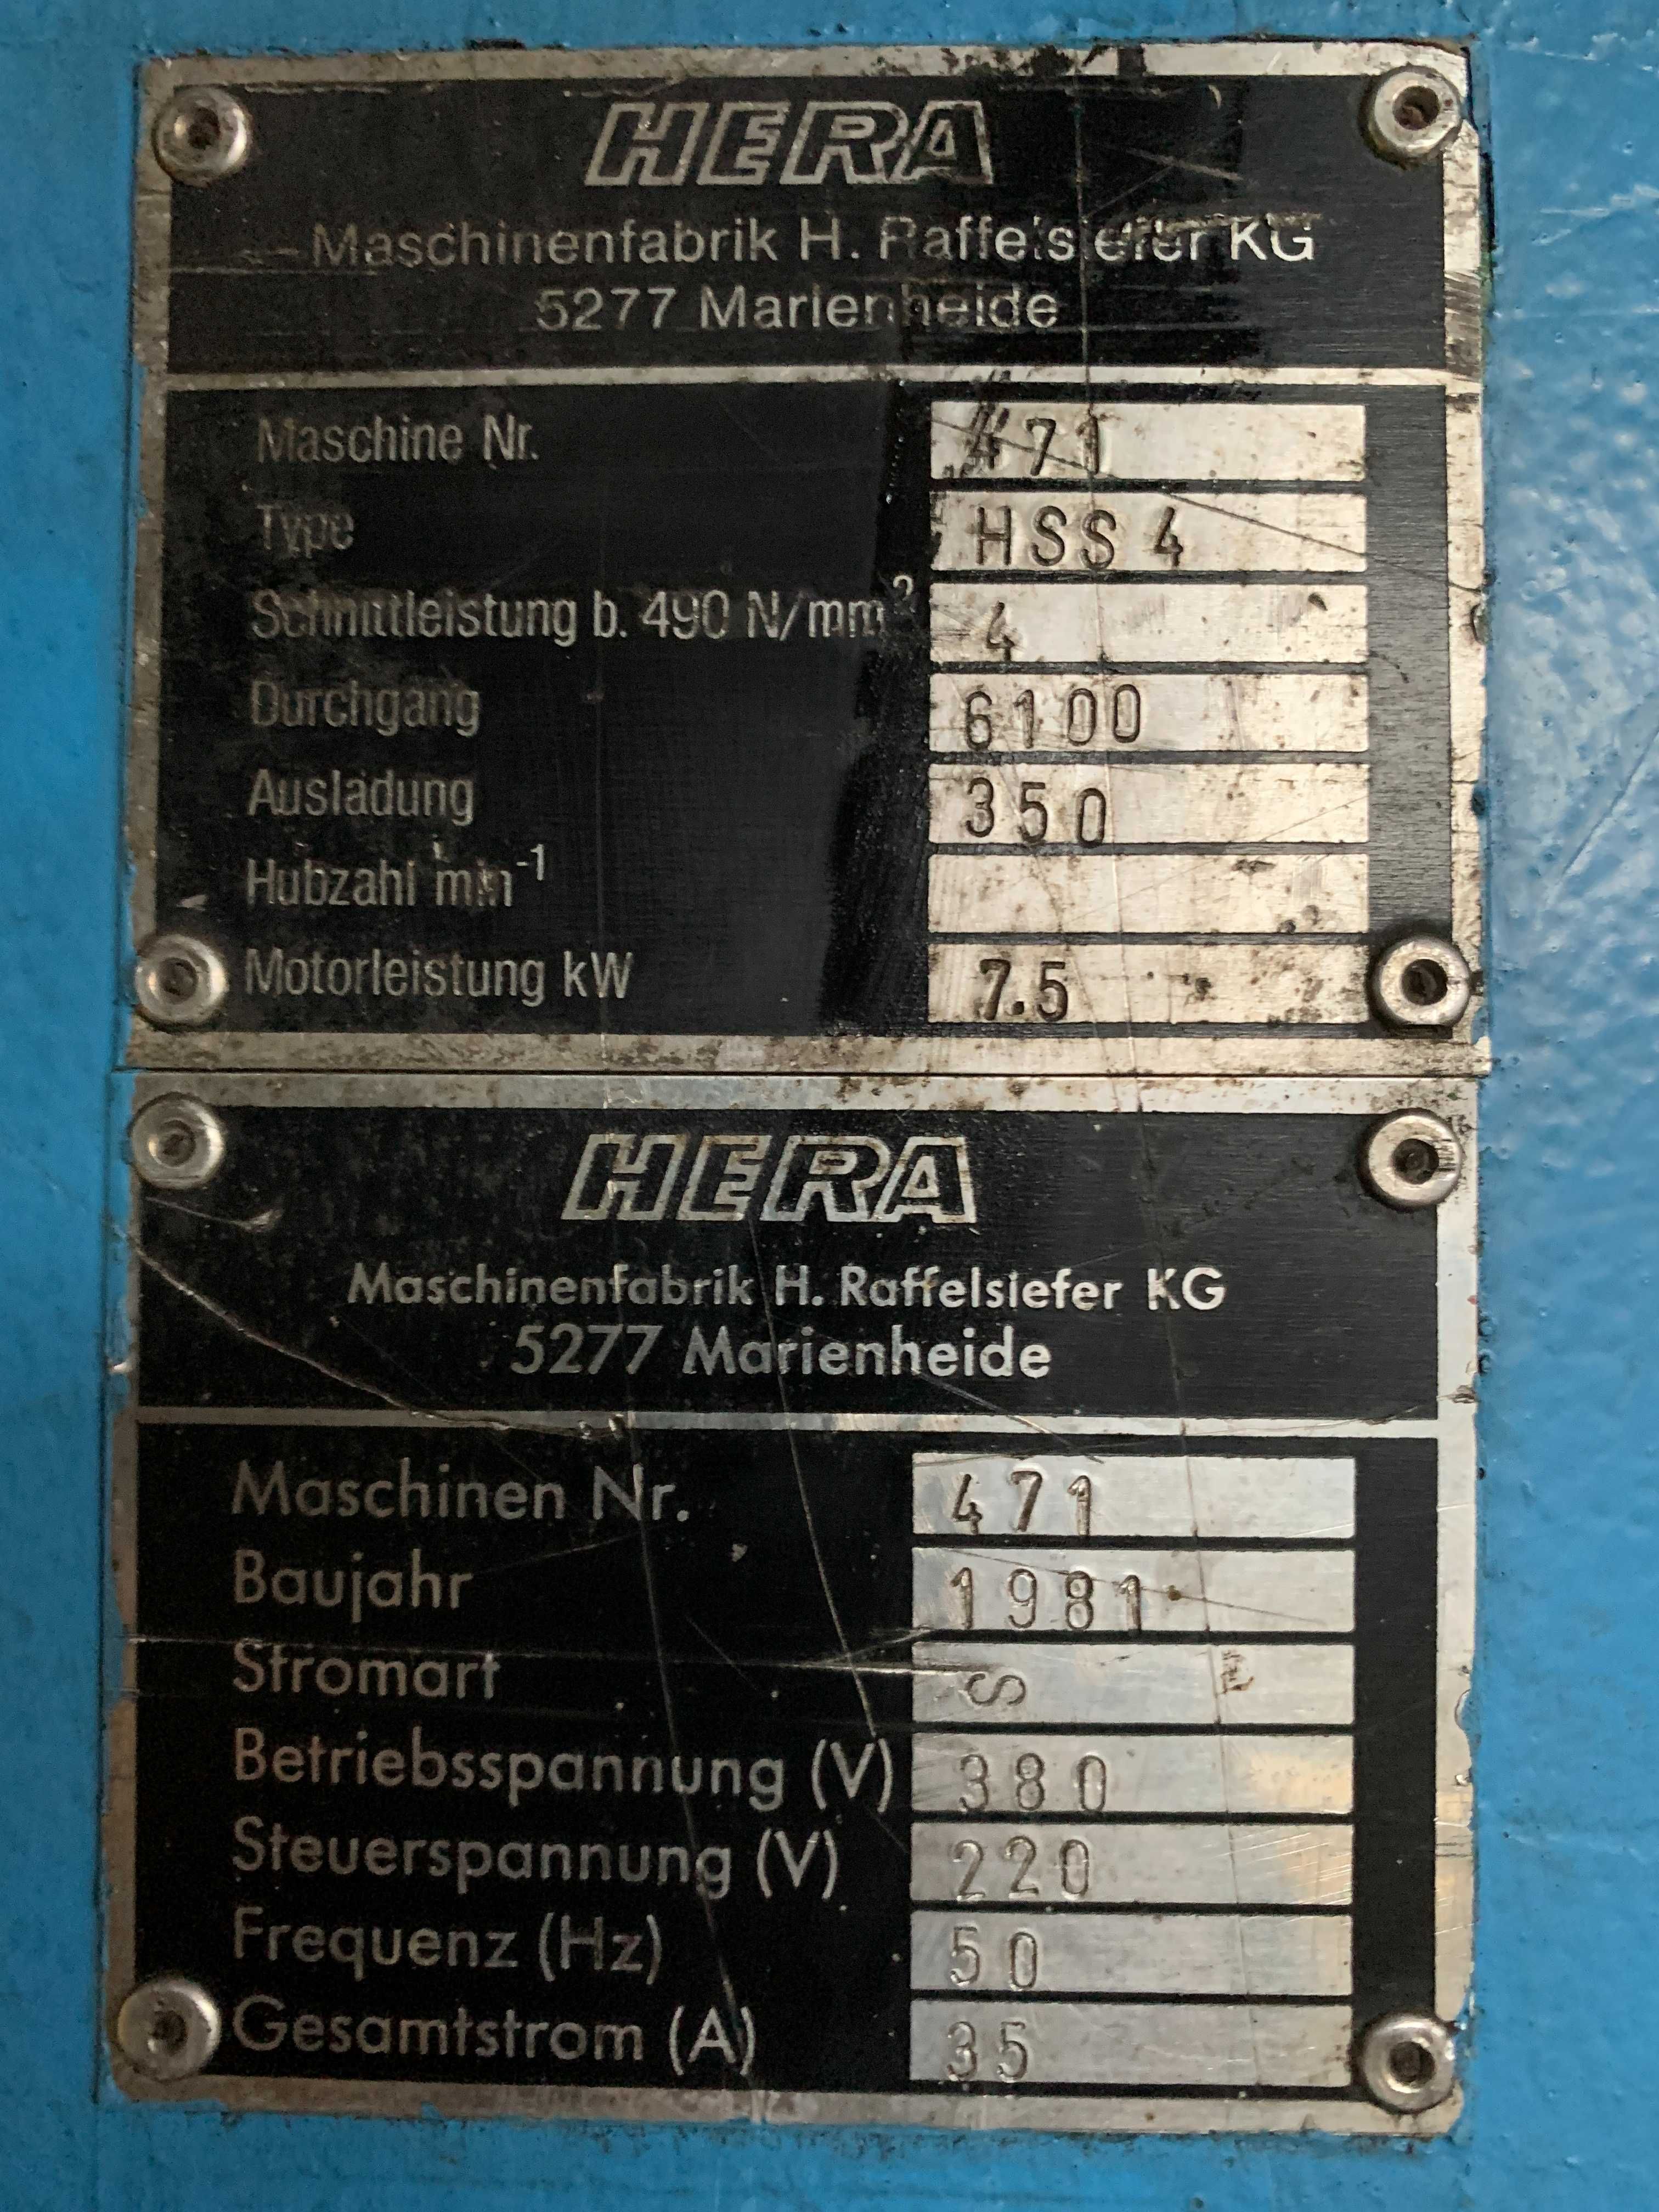 HERA
Maschinenfabrik H. Raffelsiefer KG
5277 Marienheide
Maschine Nr. 471
Type HSS 4
Schnittleistung b. 490 N/mm² 4
Durchgang 6100
Ausladung 350
Hubzahl min⁻¹
Motorleistung kW 7.5
HERA
Maschinenfabrik H. Raffelsiefer KG
5277 Marienheide
Maschinen Nr. 471
Baujahr 1981
Stromart S
Betriebsspannung (V) 380
Steuerspannung (V) 220
Frequenz (Hz) 50
Gesamtstrom (A) 35